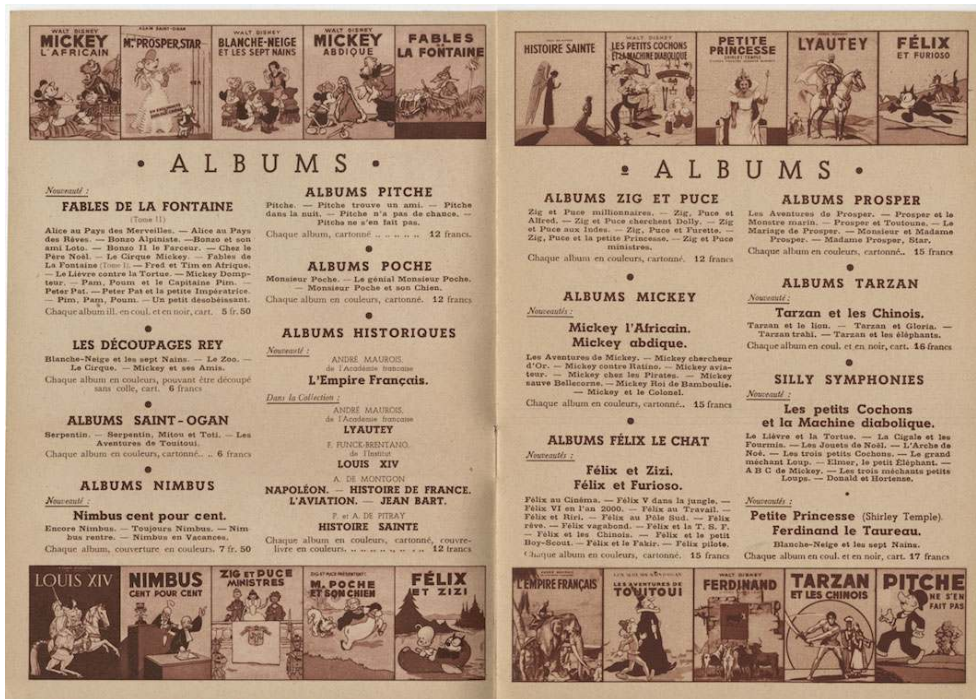 WALT DISNEY
MICKEY
L'AFRICAIN
ALAIN SAINT-OGAN
Mme PROSPER, STAR
WALT DISNEY
BLANCHE-NEIGE
ET LES SEPT NAINS
WALT DISNEY
MICKEY
ABDIQUE
FABLES
DE
LA FONTAINE
• ALBUMS •
Nouveauté :
FABLES DE LA FONTAINE
(Tome II)
Alice au Pays des Merveilles. — Alice au Pays
des Rêves. — Bonzo Alpiniste. —Bonzo et son
ami Loto. — Bonzo II le Farceur. — Chez le
Père Noël. — Le Cirque Mickey. — Fables de
La Fontaine (Tome I). — Fred et Tim en Afrique.
— Le Lièvre contre la Tortue. — Mickey Domp-
teur. — Pam, Poum et le Capitaine Pim. —
Peter Pat. — Peter Pat et la petite Impératrice.
— Pim, Pam, Poum. — Un petit désobéissant.
Chaque album ill. en coul. et en noir, cart. 5 fr. 50
LES DÉCOUPAGES REY
Blanche-Neige et les sept Nains. — Le Zoo. —
Le Cirque. — Mickey et ses Amis.
Chaque album en couleurs, pouvant être découpé
sans colle, cart. 6 francs
ALBUMS SAINT-OGAN
Serpentin. — Serpentin, Mitou et Toti. — Les
Aventures de Touitoui.
Chaque album en couleurs, cartonné.. .. 6 francs
ALBUMS NIMBUS
Nouveauté :
Nimbus cent pour cent.
Encore Nimbus. — Toujours Nimbus. — Nim-
bus rentre. — Nimbus en Vacances.
Chaque album, couverture en couleurs. 7 fr. 50
ALBUMS PITCHE
Pitche. — Pitche trouve un ami. — Pitche
dans la nuit. — Pitche n'a pas de chance. —
Pitche ne s'en fait pas.
Chaque album, cartonné .. .. .. .. .. 12 francs.
ALBUMS POCHE
Monsieur Poche. — Le génial Monsieur Poche.
— Monsieur Poche et son Chien.
Chaque album en couleurs, cartonné. 12 francs
ALBUMS HISTORIQUES
Nouveauté :
ANDRÉ MAUROIS.
de l'Académie française
L'Empire Français.
Dans la Collection :
ANDRÉ MAUROIS.
de l'Académie française
LYAUTEY
F. FUNCK-BRENTANO.
de l'Institut
LOUIS XIV
A. DE MONTGON
NAPOLÉON. — HISTOIRE DE FRANCE.
L'AVIATION. — JEAN BART.
P. et A. DE PITRAY
HISTOIRE SAINTE
Chaque album en couleurs, cartonné, couvre-
livre en couleurs. .. .. .. .. .. .. .. 12 francs
LOUIS XIV
NIMBUS
CENT POUR CENT
ZIG ET PUCE
MINISTRES
ZIG ET PUCE PRÉSENTENT :
M. POCHE
ET SON CHIEN
FÉLIX
ET ZIZI
HISTOIRE SAINTE
WALT DISNEY
LES PETITS COCHONS
ET LA MACHINE DIABOLIQUE
PETITE
PRINCESSE
SHIRLEY TEMPLE
LYAUTEY
FÉLIX
ET FURIOSO
• ALBUMS •
ALBUMS ZIG ET PUCE
Zig et Puce millionnaires. — Zig, Puce et
Alfred. — Zig et Puce cherchent Dolly. — Zig
et Puce aux Indes. — Zig, Puce et Furette. —
Zig, Puce et la petite Princesse. — Zig et Puce
ministres.
Chaque album en couleurs, cartonné. 12 francs
ALBUMS MICKEY
Nouveautés :
Mickey l'Africain.
Mickey abdique.
Les Aventures de Mickey. — Mickey chercheur
d'Or. — Mickey contre Ratino. — Mickey avia-
teur. — Mickey chez les Pirates. — Mickey
sauve Bellecorne. — Mickey Roi de Bamboulie.
— Mickey et le Colonel.
Chaque album en couleurs, cartonné.. 15 francs
ALBUMS FÉLIX LE CHAT
Nouveautés :
Félix et Zizi.
Félix et Furioso.
Félix au Cinéma. — Félix V dans la jungle. —
Félix VI en l'an 2000. — Félix au Travail. —
Félix et Riri. — Félix au Pôle Sud. — Félix
rêve. — Félix vagabond. — Félix et la T. S. F.
— Félix et les Chinois. — Félix et le petit
Boy-Scout. — Félix et le Fakir. — Félix pilote.
Chaque album en couleurs, cartonné. 15 francs
ALBUMS PROSPER
Les Aventures de Prosper. — Prosper et le
Monstre marin. — Prosper et Toutoune. — Le
Mariage de Prosper. — Monsieur et Madame
Prosper. — Madame Prosper, Star.
Chaque album en couleurs, cartonné.. 15 francs
ALBUMS TARZAN
Nouveauté :
Tarzan et les Chinois.
Tarzan et le lion. — Tarzan et Gloria. —
Tarzan trahi. — Tarzan et les éléphants.
Chaque album en coul. et en noir, cart. 16 francs
SILLY SYMPHONIES
Nouveauté :
Les petits Cochons
et la Machine diabolique.
Le Lièvre et la Tortue. — La Cigale et les
Fourmis. — Les Jouets de Noël. — L'Arche de
Noé. — Les trois petits Cochons. — Le grand
méchant Loup. — Elmer, le petit Éléphant. —
A B C de Mickey. — Les trois méchants petits
Loups. — Donald et Hortense.
Nouveautés :
Petite Princesse (Shirley Temple).
Ferdinand le Taureau.
Blanche-Neige et les sept Nains.
Chaque album en coul. et en noir, cart. 17 francs
L'EMPIRE FRANÇAIS
LES AVENTURES DE
TOUITOUI
WALT DISNEY
FERDINAND
TARZAN
ET LES CHINOIS
PITCHE
NE S'EN
FAIT PAS